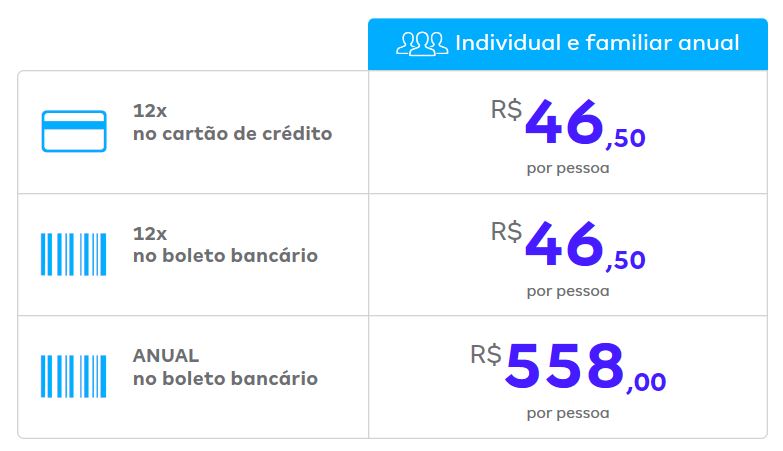 Individual e familiar anual
12x
no cartão de crédito
R$46,50
por pessoa
12x
no boleto bancário
R$46,50
por pessoa
ANUAL
no boleto bancário
R$558,00
por pessoa